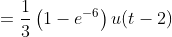 = \frac{1}{3} \left( 1 - e^{-6} \right) u(t - 2)